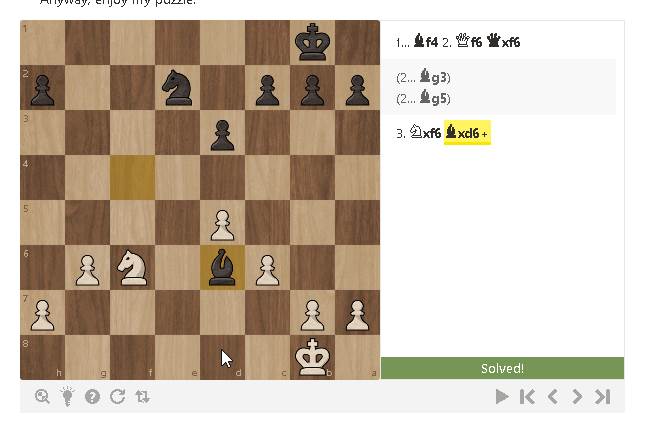 Anyway, enjoy my puzzle.
1... ♝f4 2. ♕f6 ♛xf6
(2... ♝g3)
(2... ♝g5)
3. ♘xf6 ♝xd6+
1
2
3
4
5
6
7
8
h g f e d c b a
Solved!